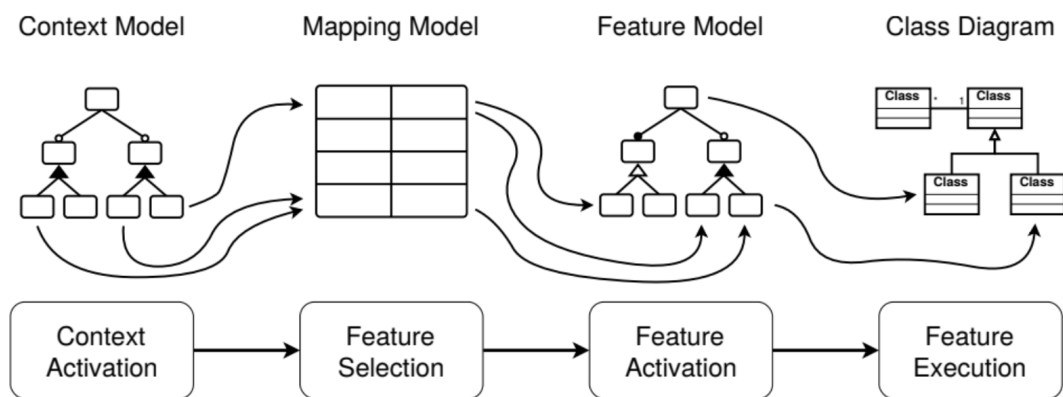 Context Model
Mapping Model
Feature Model
Class Diagram
Class
*
1
Class
Class
Class
Context
Activation
Feature
Selection
Feature
Activation
Feature
Execution